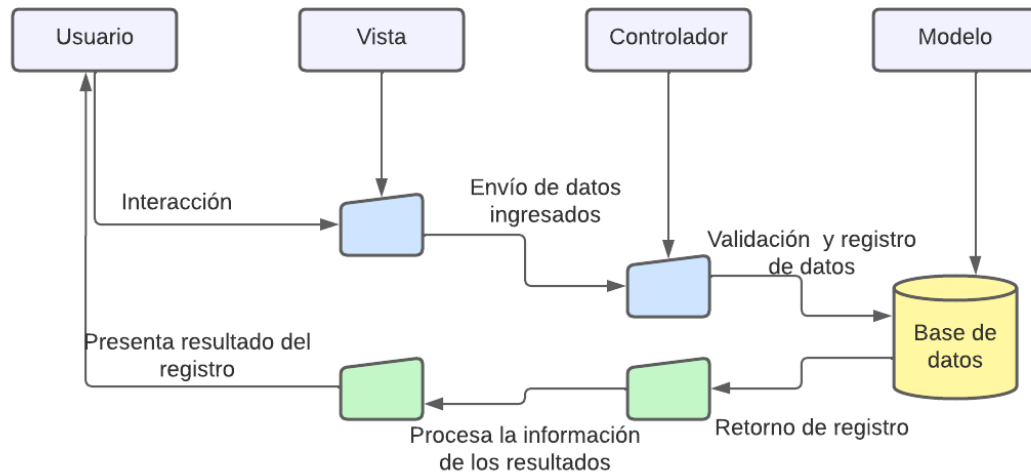 Usuario
Vista
Controlador
Modelo
Interacción
Envío de datos
ingresados
Validación y registro
de datos
Base de
datos
Presenta resultado del
registro
Procesa la información
de los resultados
Retorno de registro